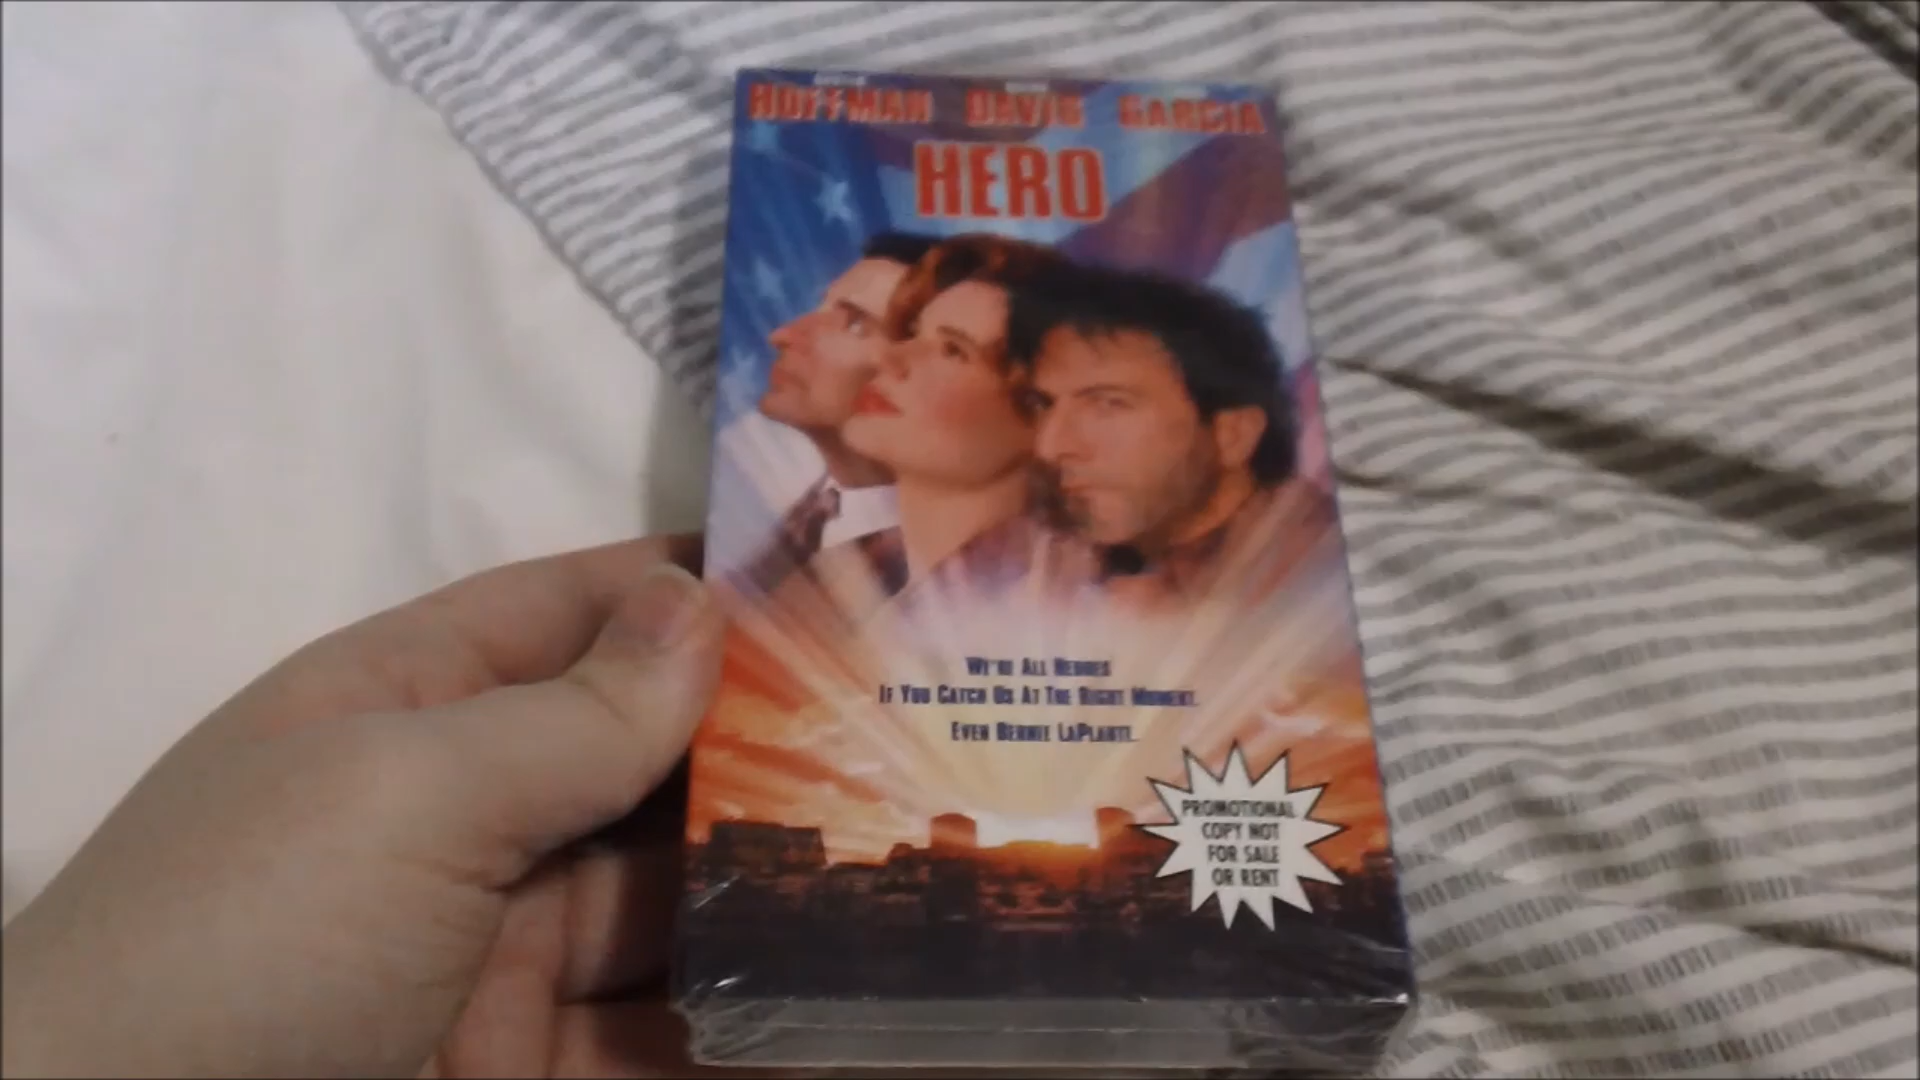 HOFFMAN DAVIS GARCIA
HERO
WE'RE ALL HEROES
IF YOU CATCH US AT THE RIGHT MOMENT.
EVEN BERNIE LAPLANTE.
PROMOTIONAL
COPY NOT
FOR SALE
OR RENT